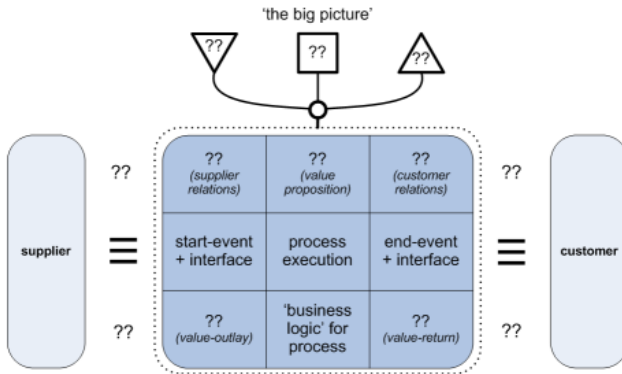 ‘the big picture’
?? ?? ??
?? ?? ?? ?? ??
(supplier relations) (value proposition) (customer relations)
supplier start-event + interface process execution end-event + interface customer
?? ?? ‘business logic’ for process ?? ??
(value-outlay) (value-return)